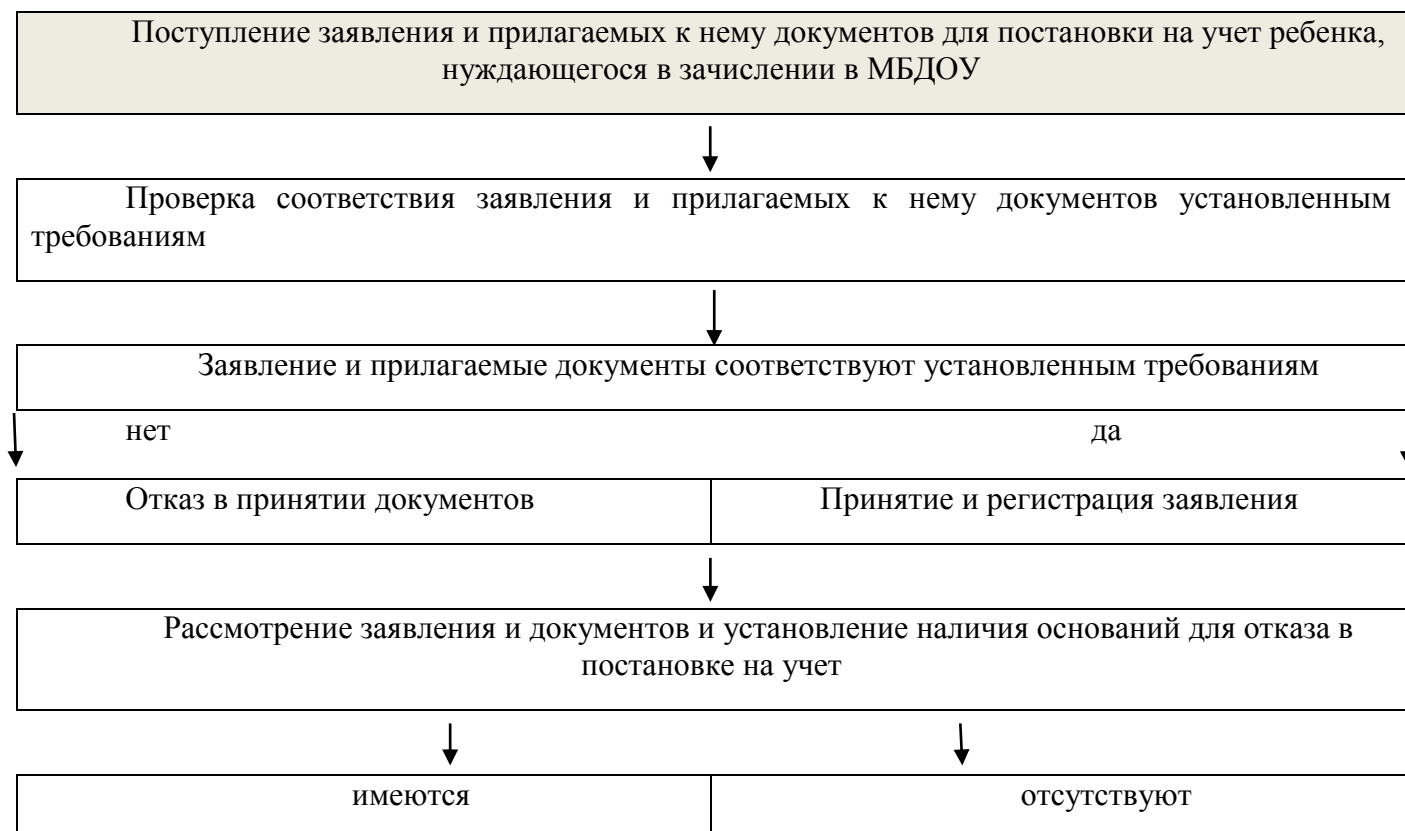 Поступление заявления и прилагаемых к нему документов для постановки на учет ребенка,
нуждающегося в зачислении в МБДОУ
Проверка соответствия заявления и прилагаемых к нему документов установленным
требованиям
Заявление и прилагаемые документы соответствуют установленным требованиям
нет да
Отказ в принятии документов Принятие и регистрация заявления
Рассмотрение заявления и документов и установление наличия оснований для отказа в
постановке на учет
имеются отсутствуют